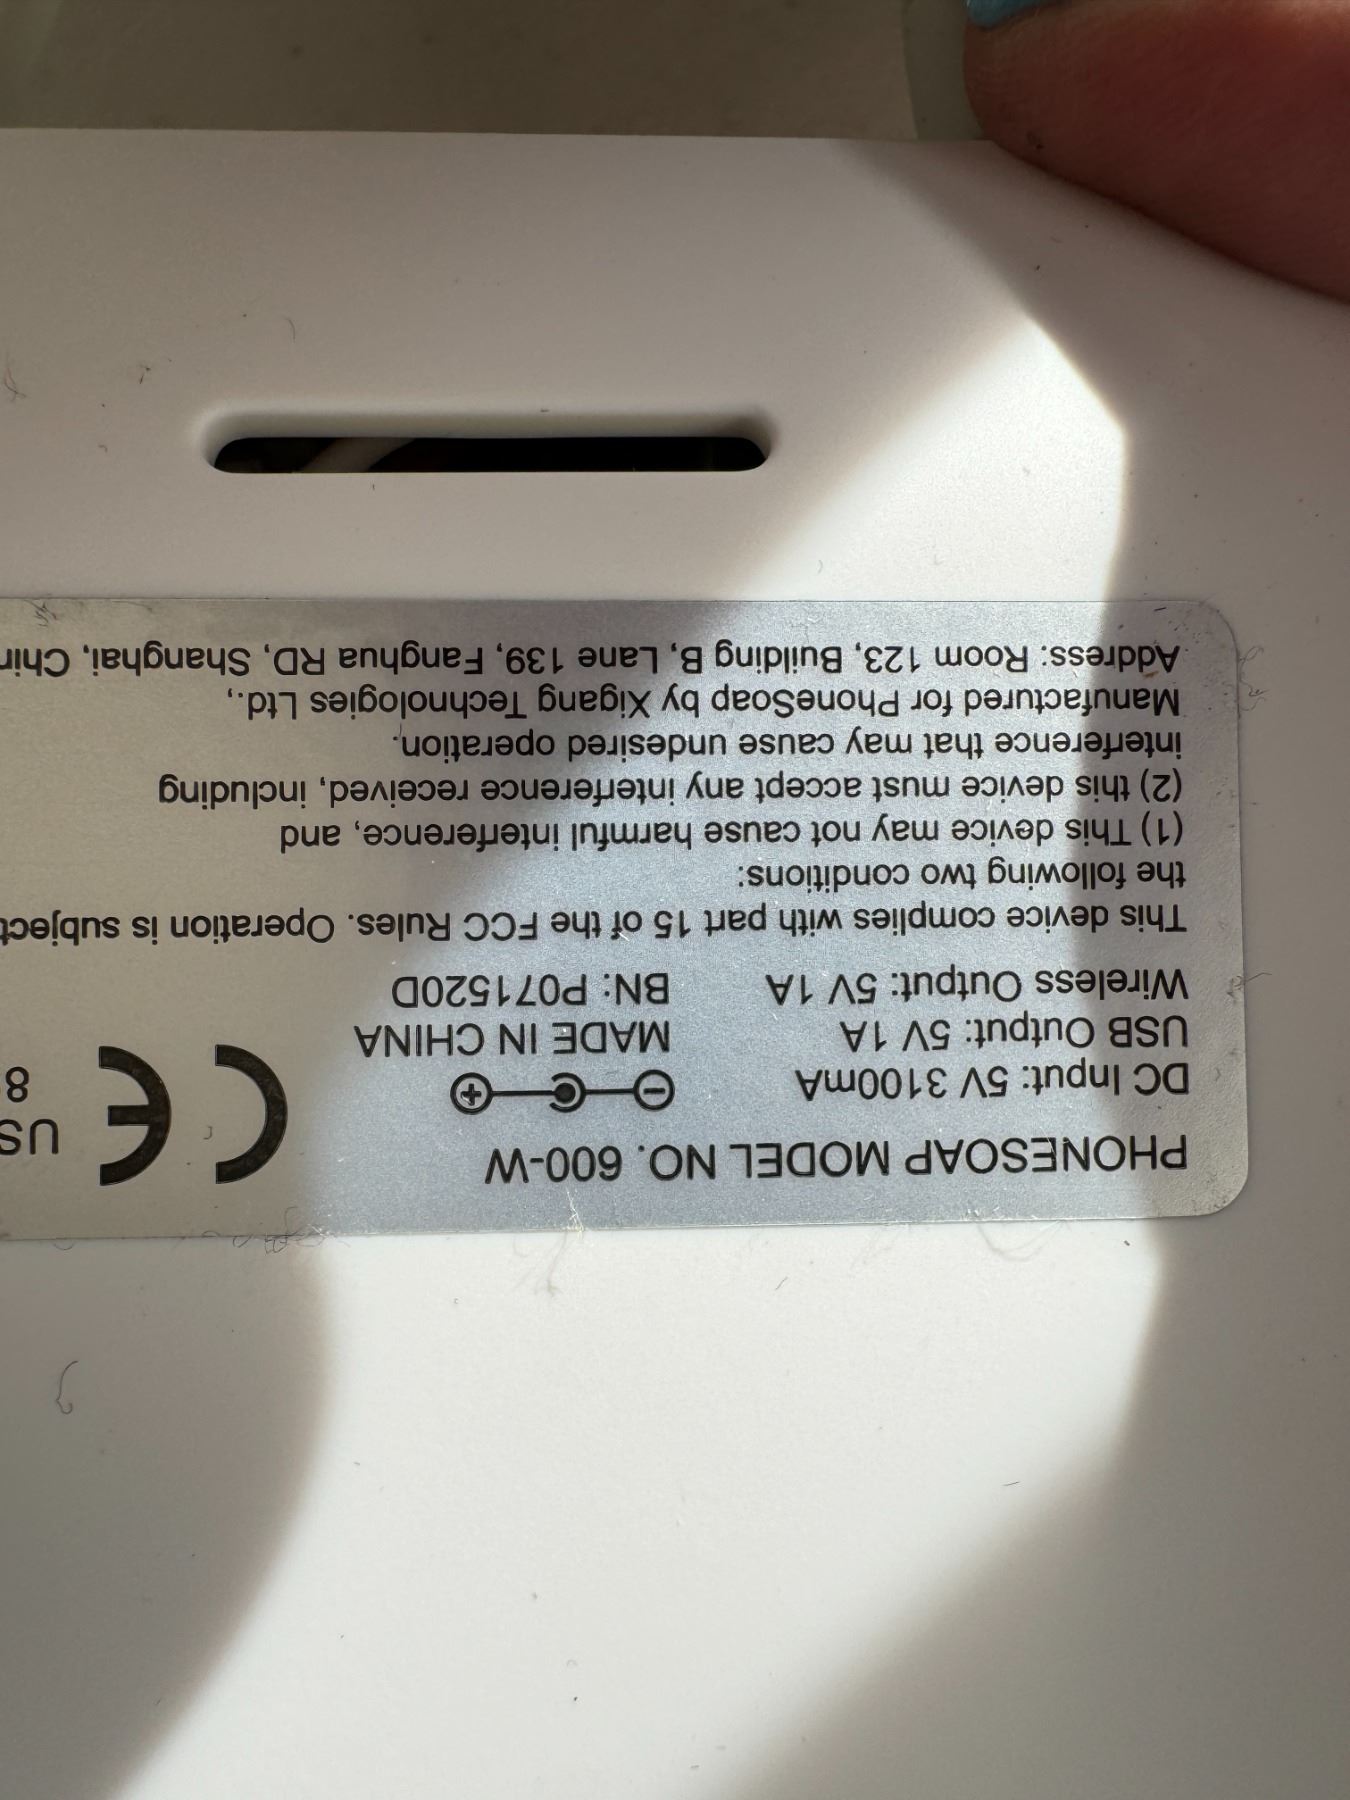 PHONESOAP MODEL NO. 600-W
DC Input: 5V 3100mA
USB Output: 5V 1A
MADE IN CHINA
Wireless Output: 5V 1A
BN: P071520D
CE
US
8
This device complies with part 15 of the FCC Rules. Operation is subject
the following two conditions:
(1) This device may not cause harmful interference, and
(2) this device must accept any interference received, including
interference that may cause undesired operation.
Manufactured for PhoneSoap by Xigang Technologies Ltd.,
Address: Room 123, Building B, Lane 139, Fanghua RD, Shanghai,